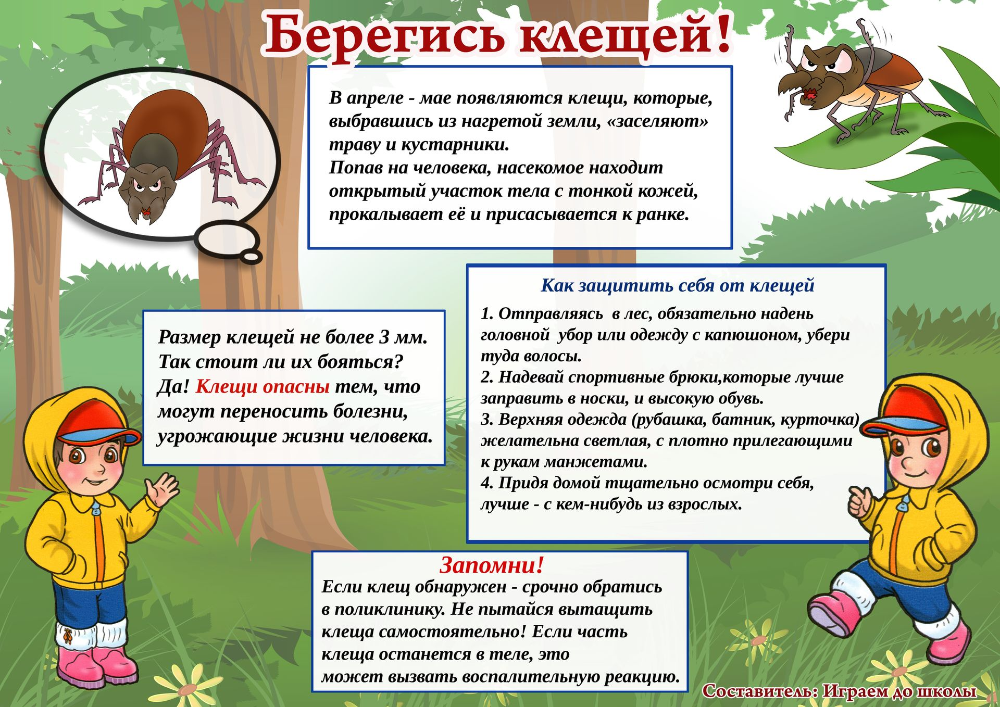 Берегись клещей!
В апреле - мае появляются клещи, которые,
выбравшись из нагретой земли, «заселяют»
траву и кустарники.
Попав на человека, насекомое находит
открытый участок тела с тонкой кожей,
прокалывает её и присасывается к ранке.
Размер клещей не более 3 мм.
Так стоит ли их бояться?
Да! Клещи опасны тем, что
могут переносить болезни,
угрожающие жизни человека.
Как защитить себя от клещей
1. Отправляясь  в лес, обязательно надень
головной  убор или одежду с капюшоном, убери
туда волосы.
2. Надевай спортивные брюки,которые лучше
заправить в носки, и высокую обувь.
3. Верхняя одежда (рубашка, батник, курточка)
желательна светлая, с плотно прилегающими
к рукам манжетами.
4. Придя домой тщательно осмотри себя,
лучше - с кем-нибудь из взрослых.
Запомни!
Если клещ обнаружен - срочно обратись
в поликлинику. Не пытайся вытащить
клеща самостоятельно! Если часть
клеща останется в теле, это
может вызвать воспалительную реакцию.
Составитель: Играем до школы